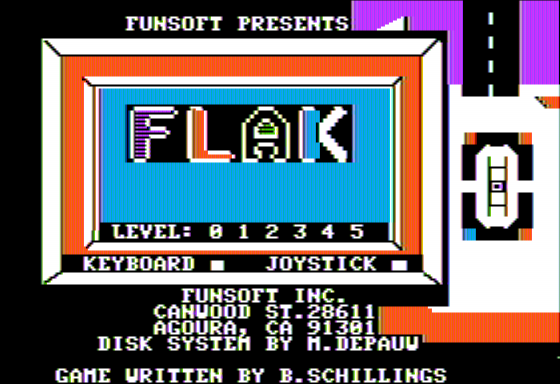 FUNSOFT PRESENTS
FLAK
LEVEL: 0 1 2 3 4 5
KEYBOARD JOYSTICK
FUNSOFT INC.
CANWOOD ST.28611
AGOURA, CA 91301
DISK SYSTEM BY M.DEPAUW
GAME WRITTEN BY B.SCHILLINGS